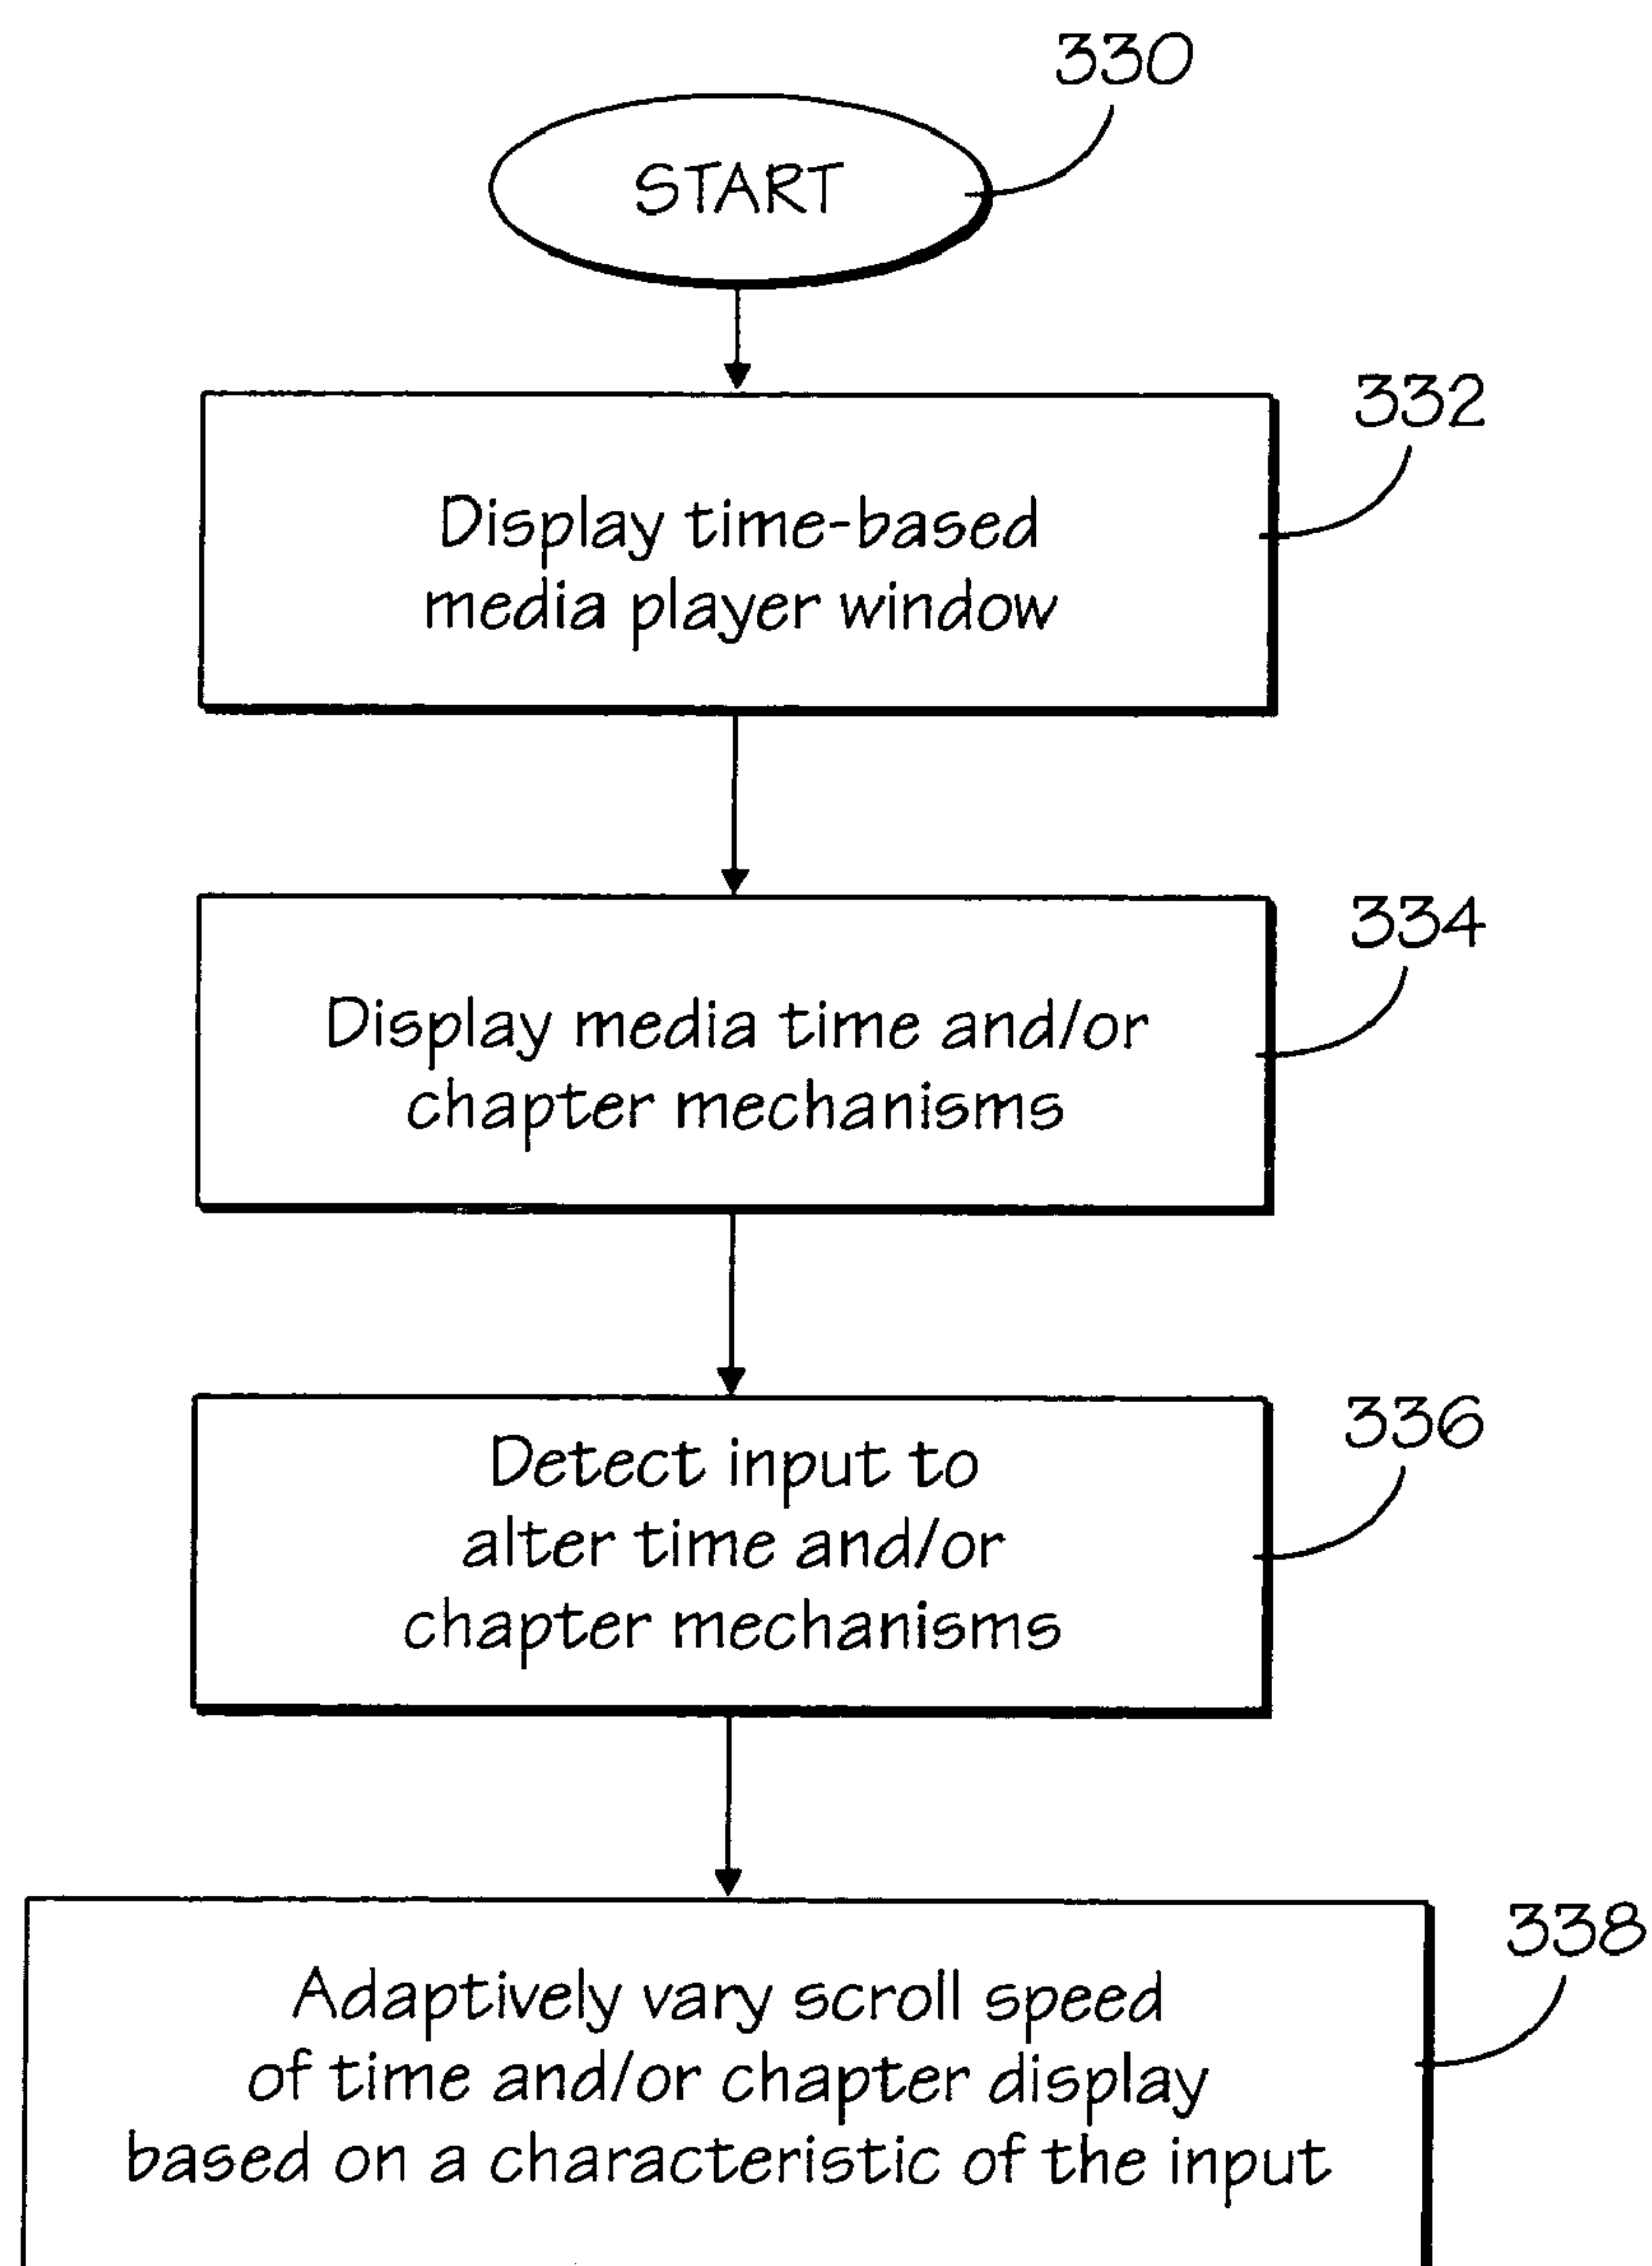 330
START
332
Display time-based
media player window
334
Display media time and/or
chapter mechanisms
336
Detect input to
alter time and/or
chapter mechanisms
338
Adaptively vary scroll speed
of time and/or chapter display
based on a characteristic of the input